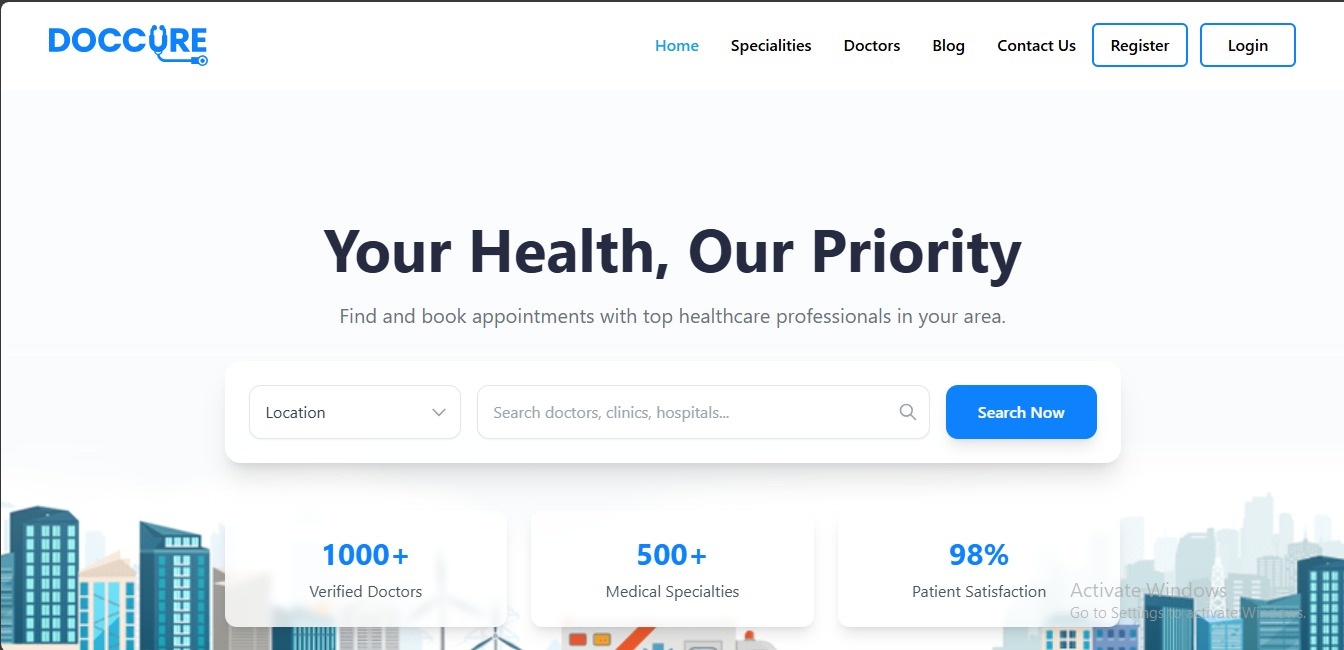 DOCCURE
Home Specialities Doctors Blog Contact Us Register Login
Your Health, Our Priority
Find and book appointments with top healthcare professionals in your area.
Location Search doctors, clinics, hospitals... Search Now
1000+ 500+ 98%
Verified Doctors Medical Specialties Patient Satisfaction
Activate Windows
Go to Settings to activate Windows.